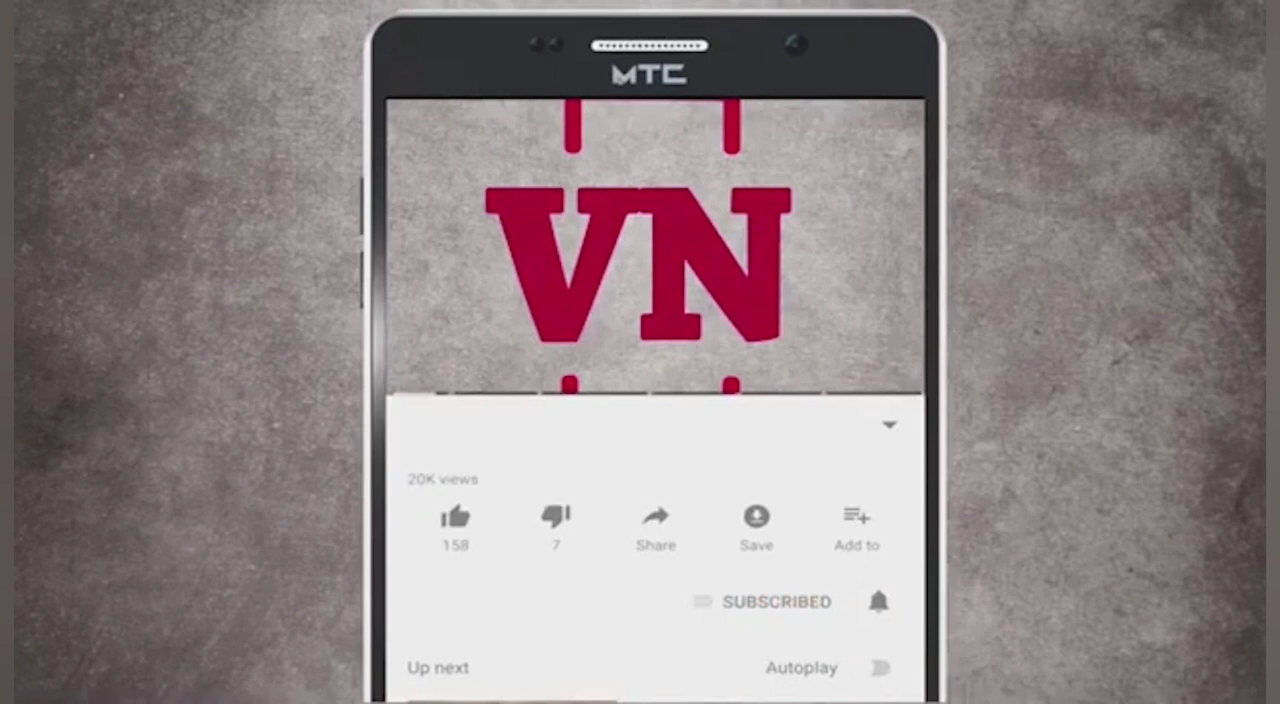 MTC
VN
20K views
158 7 Share Save Add to
SUBSCRIBED
Up next Autoplay